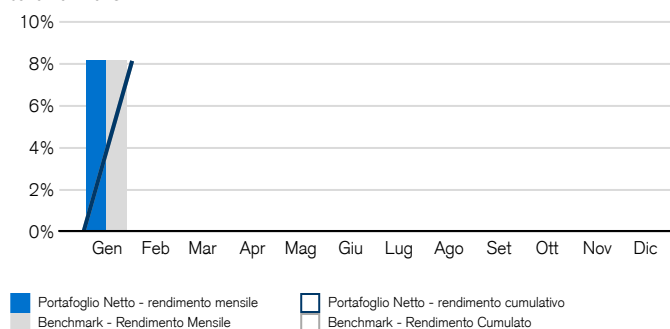 10%
8%
6%
4%
2%
0%
Gen Feb Mar Apr Mag Giu Lug Ago Set Ott Nov Dic
Portafoglio Netto - rendimento mensile
Portafoglio Netto - rendimento cumulativo
Benchmark - Rendimento Mensile
Benchmark - Rendimento Cumulato